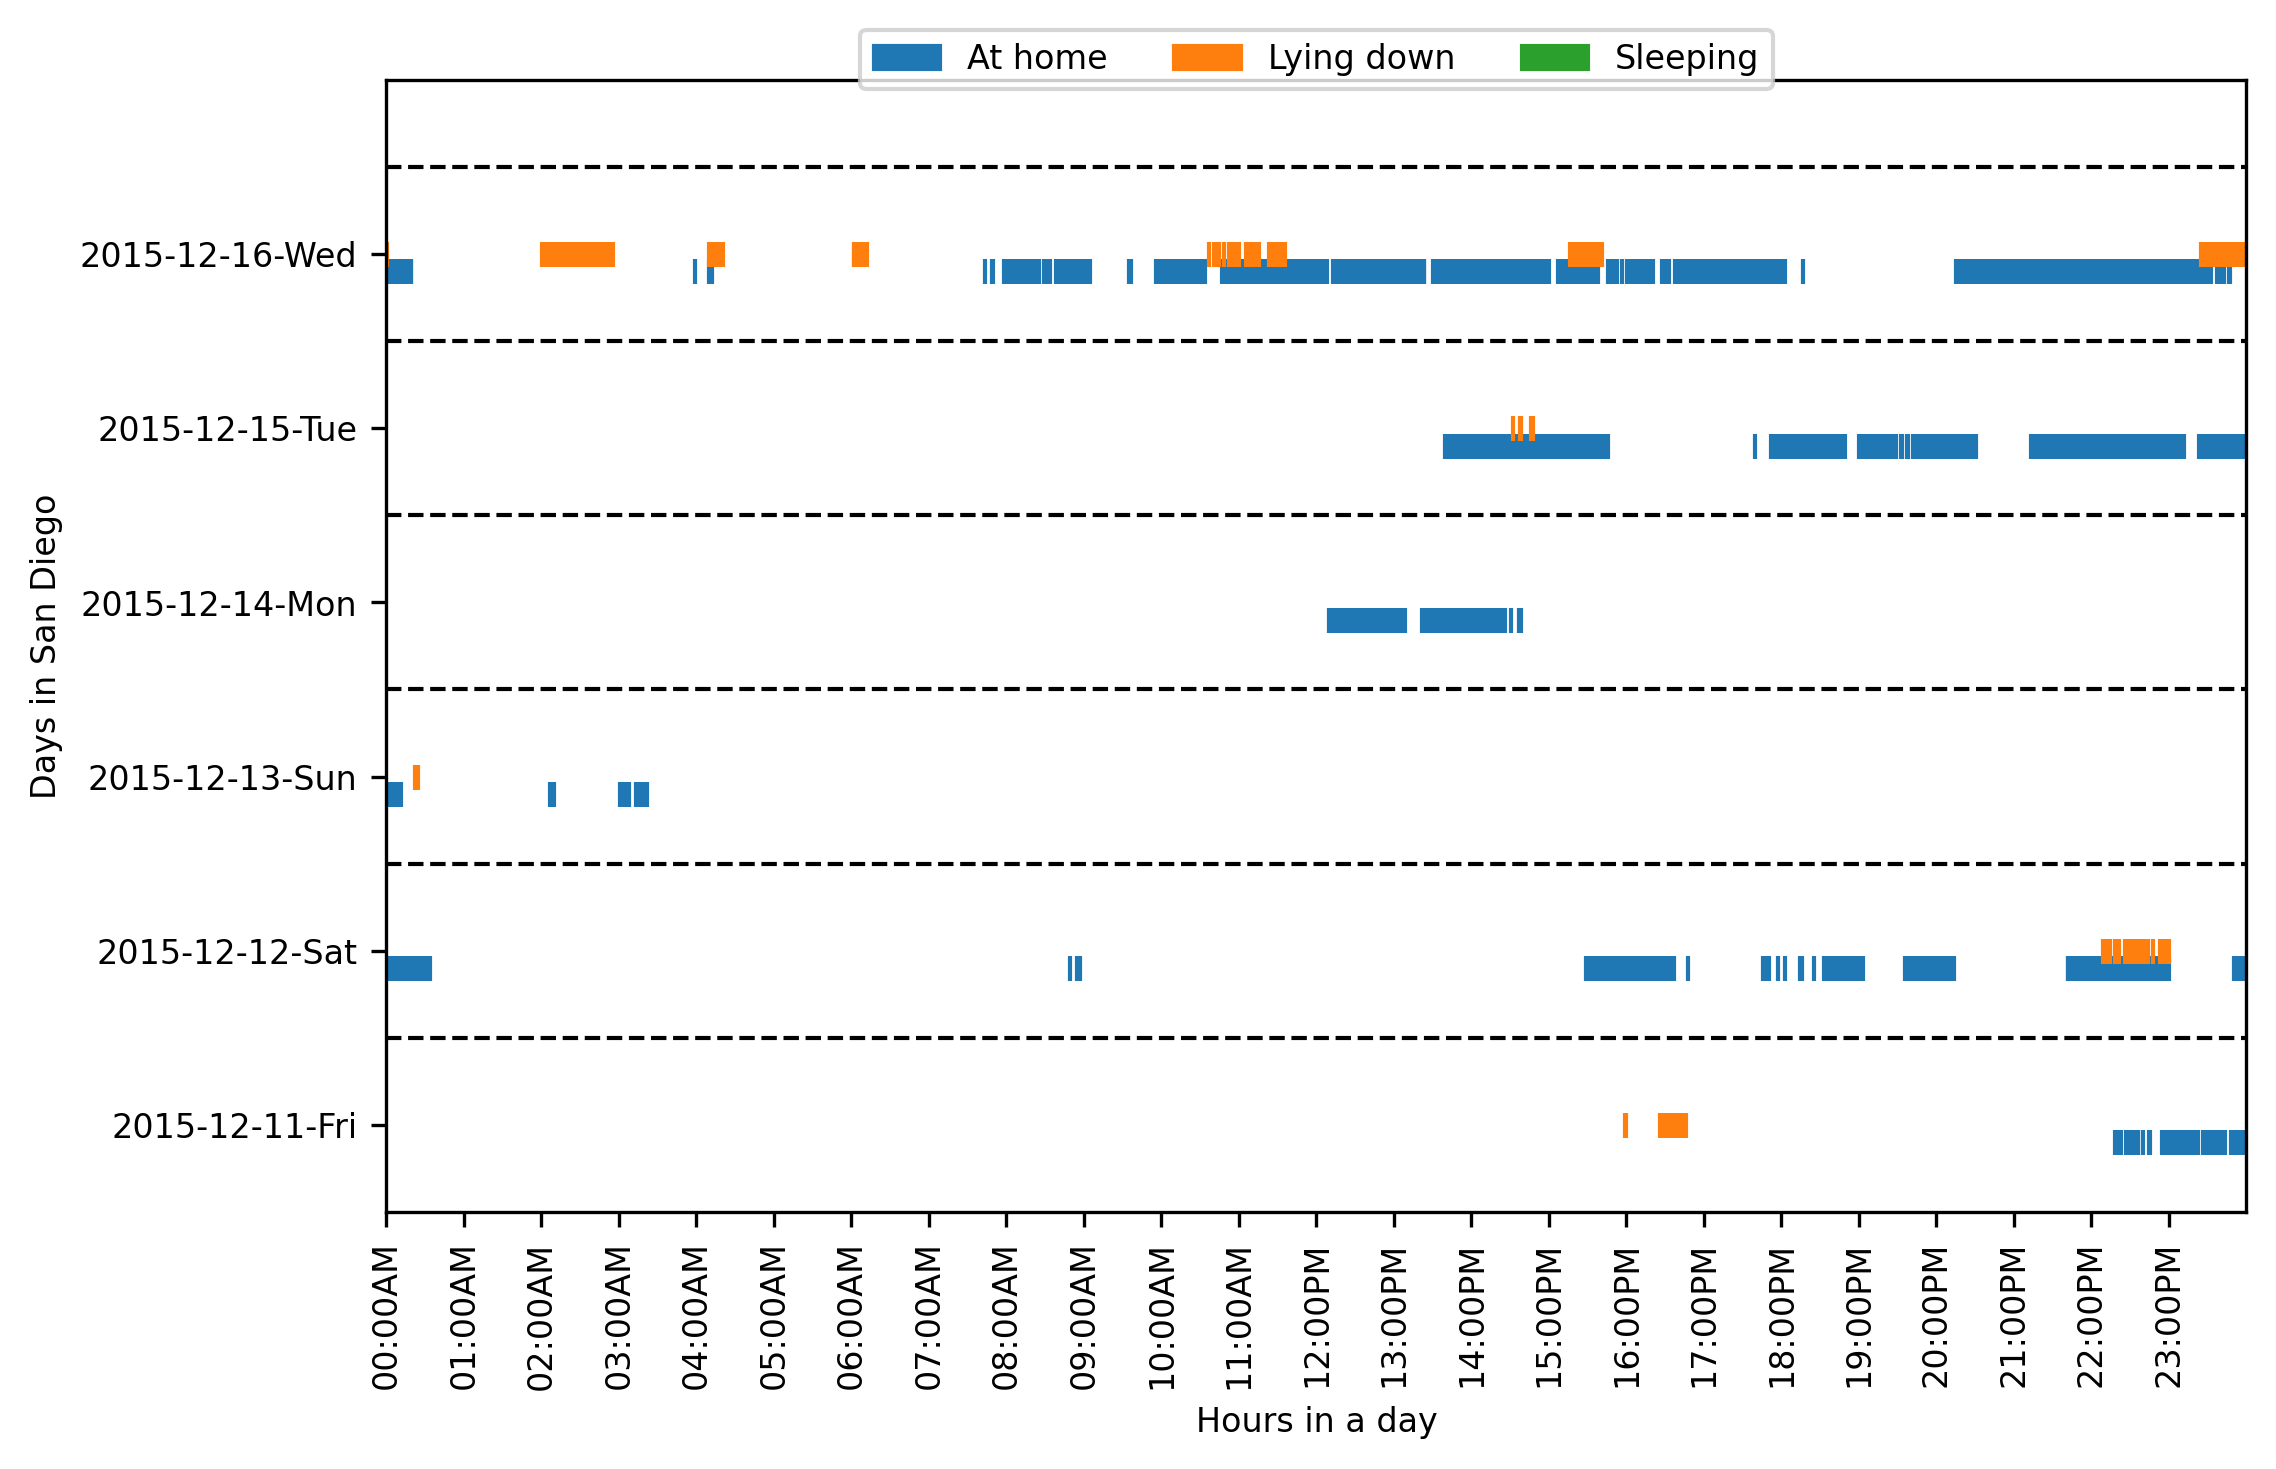 At home Lying down Sleeping
2015-12-16-Wed
2015-12-15-Tue
2015-12-14-Mon
2015-12-13-Sun
2015-12-12-Sat
2015-12-11-Fri
Days in San Diego
00:00AM
01:00AM
02:00AM
03:00AM
04:00AM
05:00AM
06:00AM
07:00AM
08:00AM
09:00AM
10:00AM
11:00AM
12:00PM
13:00PM
14:00PM
15:00PM
16:00PM
17:00PM
18:00PM
19:00PM
20:00PM
21:00PM
22:00PM
23:00PM
Hours in a day